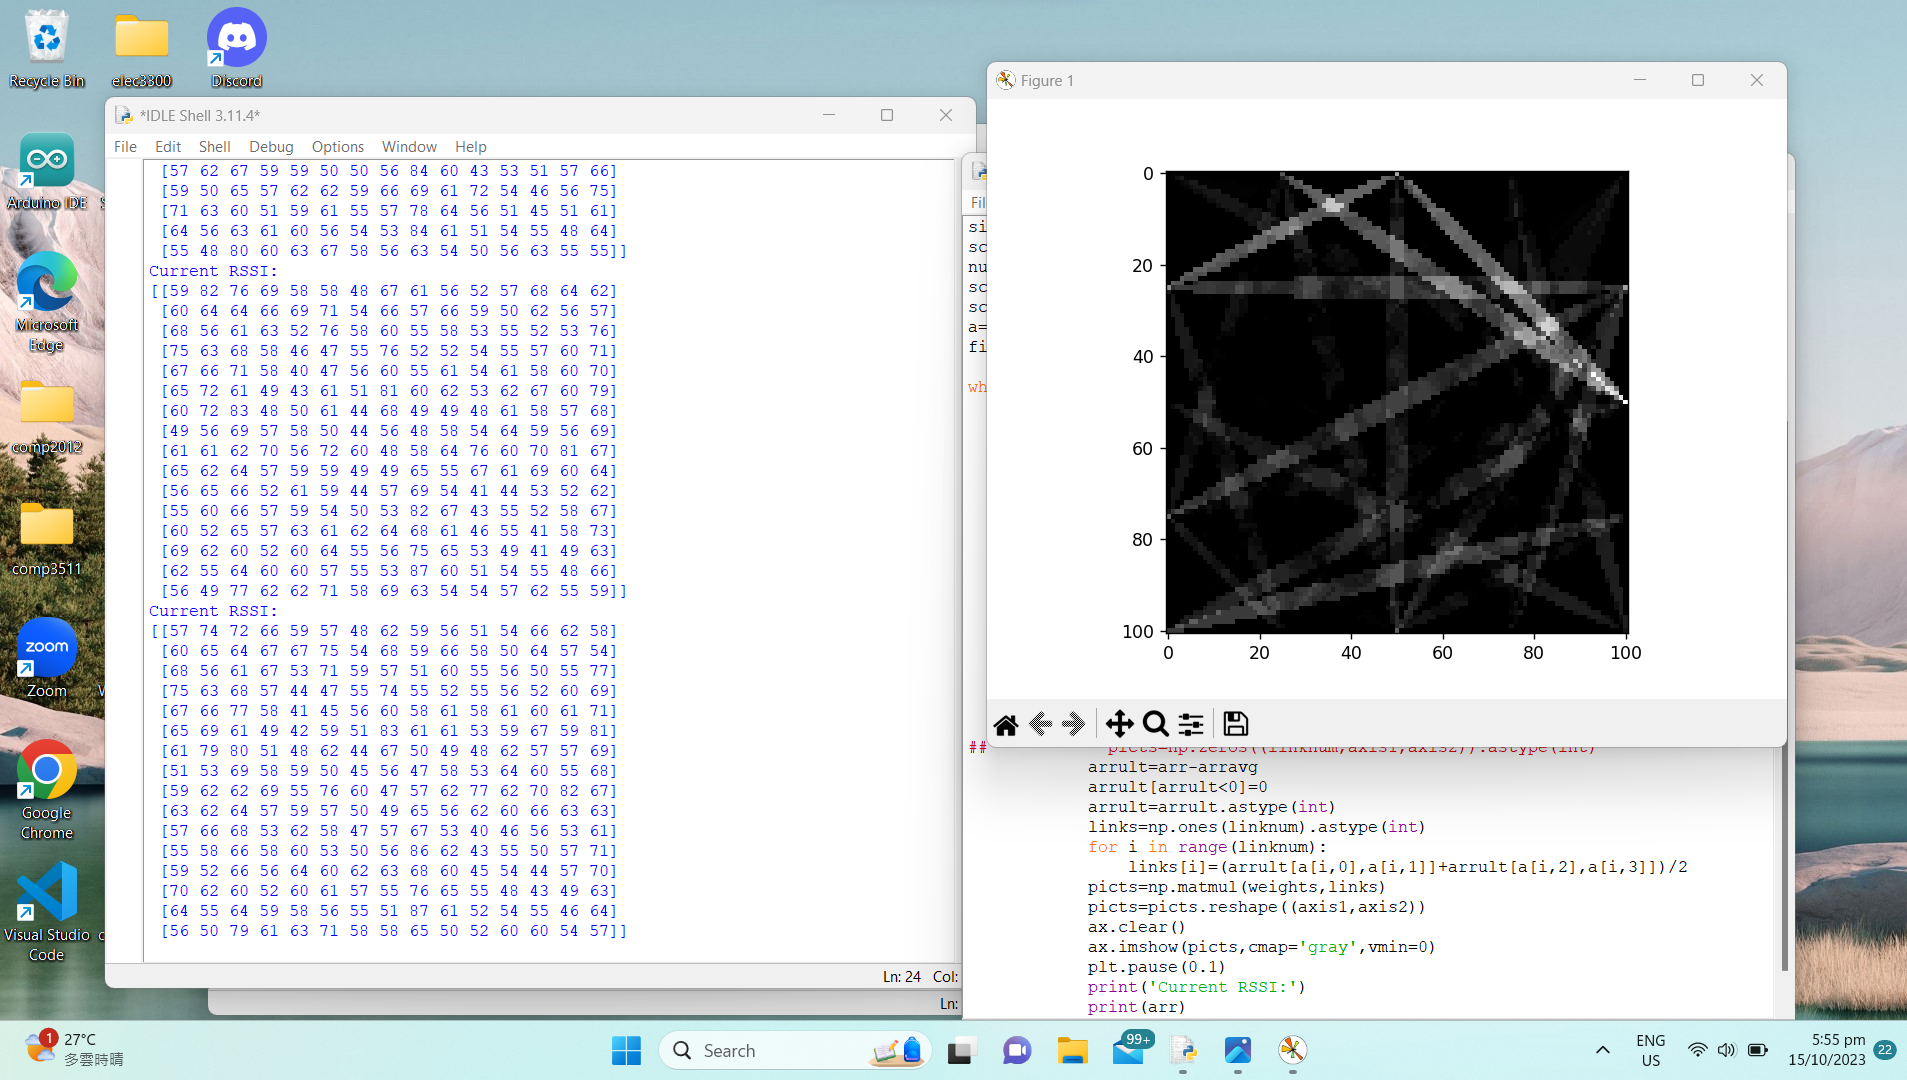 Recycle Bin
elec3300
Discord
Arduino IDE
Microsoft
Edge
comp2012
comp3511
Zoom
Google
Chrome
Visual Studio
Code
*IDLE Shell 3.11.4*
File Edit Shell Debug Options Window Help
[57 62 67 59 59 50 50 56 84 60 43 53 51 57 66]
[59 50 65 57 62 62 59 66 69 61 72 54 46 56 75]
[71 63 60 51 59 61 55 57 78 64 56 51 45 51 61]
[64 56 63 61 60 56 54 53 84 61 51 54 55 48 64]
[55 48 80 60 63 67 58 56 63 54 50 56 63 55 55]]
Current RSSI:
[[59 82 76 69 58 58 48 67 61 56 52 57 68 64 62]
[60 64 64 66 69 71 54 66 57 66 59 50 62 56 57]
[68 56 61 63 52 76 58 60 55 58 53 55 52 53 76]
[75 63 68 58 46 47 55 76 52 52 54 55 57 60 71]
[67 66 71 58 40 47 56 60 55 61 54 61 58 60 70]
[65 72 61 49 43 61 51 81 60 62 53 62 67 60 79]
[60 72 83 48 50 61 44 68 49 49 48 61 58 57 68]
[49 56 69 57 58 50 44 56 48 58 54 64 59 56 69]
[61 61 62 70 56 72 60 48 58 64 76 60 70 81 67]
[65 62 64 57 59 59 49 49 65 55 67 61 69 60 64]
[56 65 66 52 61 59 44 57 69 54 41 44 53 52 62]
[55 60 66 57 59 54 50 53 82 67 43 55 52 58 67]
[60 52 65 57 63 61 62 64 68 61 46 55 41 58 73]
[69 62 60 52 60 64 55 56 75 65 53 49 41 49 63]
[62 55 64 60 60 57 55 53 87 60 51 54 55 48 66]
[56 49 77 62 62 71 58 69 63 54 54 57 62 55 59]]
Current RSSI:
[[57 74 72 66 59 57 48 62 59 56 51 54 66 62 58]
[60 65 64 67 67 75 54 68 59 66 58 50 64 57 54]
[68 56 61 67 53 71 59 57 51 60 55 56 50 55 77]
[75 63 68 57 44 47 55 74 55 52 55 56 52 60 69]
[67 66 77 58 41 45 56 60 58 61 58 61 60 61 71]
[65 69 61 49 42 59 51 83 61 61 53 59 67 59 81]
[61 79 80 51 48 62 44 67 50 49 48 62 57 57 69]
[51 53 69 58 59 50 45 56 47 58 53 64 60 55 68]
[59 62 62 69 55 76 60 47 57 62 77 62 70 82 67]
[63 62 64 57 59 57 50 49 65 56 62 60 66 63 63]
[57 66 68 53 62 58 47 57 67 53 40 46 56 53 61]
[55 58 66 58 60 53 50 56 86 62 43 55 50 57 71]
[59 52 66 56 64 60 62 63 68 60 45 54 44 57 70]
[70 62 60 52 60 61 57 55 76 65 55 48 43 49 63]
[64 55 64 59 58 56 55 51 87 61 52 54 55 46 64]
[56 50 79 61 63 71 58 58 65 50 52 60 60 54 57]]
Ln: 24 Col:
Ln:
Figure 1
0
20
40
60
80
100
0 20 40 60 80 100
Fil
si
sc
nu
sc
sc
a=
fi
wh
## picts=np.zeros((linknum,axis1,axis2)).astype(int)
arrult=arr-arravg
arrult[arrult<0]=0
arrult=arrult.astype(int)
links=np.ones(linknum).astype(int)
for i in range(linknum):
links[i]=(arrult[a[i,0],a[i,1]]+arrult[a[i,2],a[i,3]])/2
picts=np.matmul(weights,links)
picts=picts.reshape((axis1,axis2))
ax.clear()
ax.imshow(picts,cmap='gray',vmin=0)
plt.pause(0.1)
print('Current RSSI:')
print(arr)
1
27°C
多雲時晴
Search
99+
ENG
US
5:55 pm
15/10/2023
22